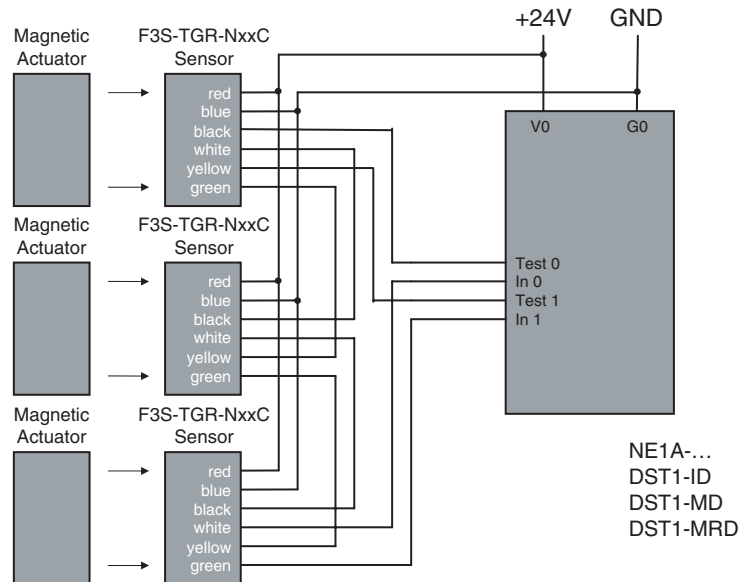 +24V GND
Magnetic
Actuator
F3S-TGR-NxxC
Sensor
red
blue
black
white
yellow
green
V0 G0
Magnetic
Actuator
F3S-TGR-NxxC
Sensor
red
blue
black
white
yellow
green
Test 0
In 0
Test 1
In 1
Magnetic
Actuator
F3S-TGR-NxxC
Sensor
red
blue
black
white
yellow
green
NE1A-…
DST1-ID
DST1-MD
DST1-MRD